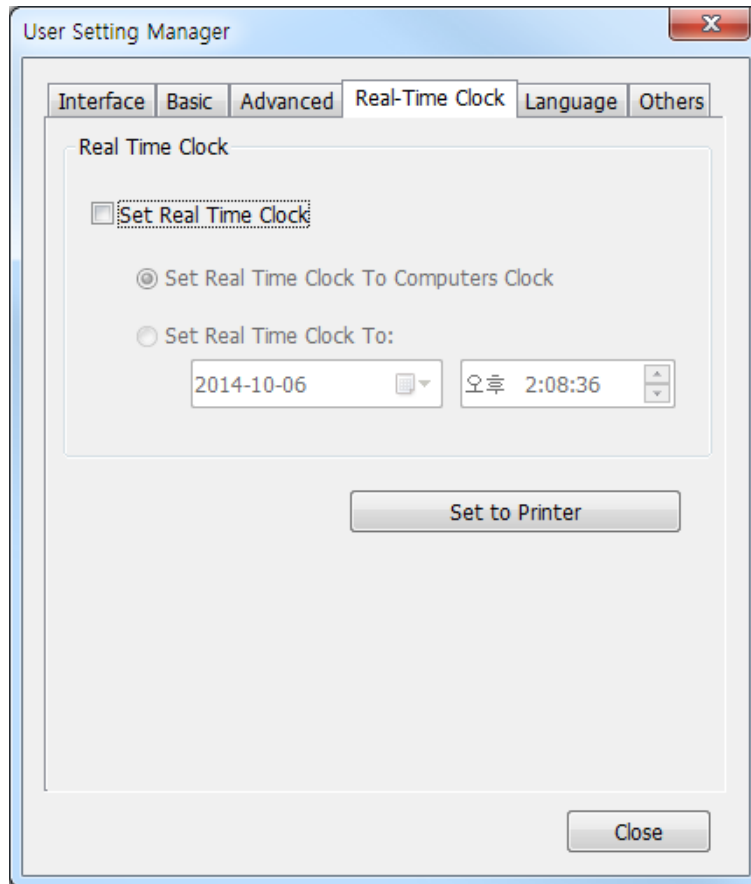 User Setting Manager
Interface Basic Advanced Real-Time Clock Language Others
Real Time Clock
Set Real Time Clock
Set Real Time Clock To Computers Clock
Set Real Time Clock To:
2014-10-06 오후 2:08:36
Set to Printer
Close